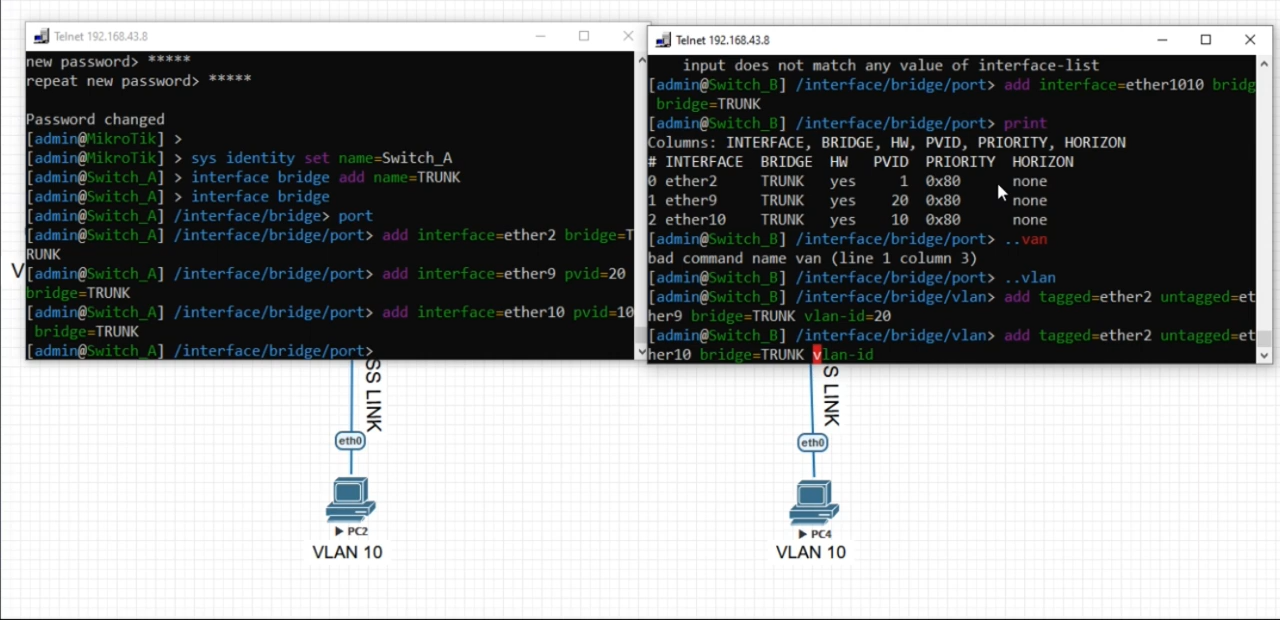 Telnet 192.168.43.8
new password> *****
repeat new password> *****
Password changed
[admin@MikroTik] >
[admin@MikroTik] > sys identity set name=Switch_A
[admin@Switch_A] > interface bridge add name=TRUNK
[admin@Switch_A] > interface bridge
[admin@Switch_A] /interface/bridge> port
[admin@Switch_A] /interface/bridge/port> add interface=ether2 bridge=T
RUNK
[admin@Switch_A] /interface/bridge/port> add interface=ether9 pvid=20
bridge=TRUNK
[admin@Switch_A] /interface/bridge/port> add interface=ether10 pvid=10
bridge=TRUNK
[admin@Switch_A] /interface/bridge/port>
Telnet 192.168.43.8
input does not match any value of interface-list
[admin@Switch_B] /interface/bridge/port> add interface=ether1010 bridg
bridge=TRUNK
[admin@Switch_B] /interface/bridge/port> print
Columns: INTERFACE, BRIDGE, HW, PVID, PRIORITY, HORIZON
# INTERFACE BRIDGE HW PVID PRIORITY HORIZON
0 ether2 TRUNK yes 1 0x80 none
1 ether9 TRUNK yes 20 0x80 none
2 ether10 TRUNK yes 10 0x80 none
[admin@Switch_B] /interface/bridge/port> ..van
bad command name van (line 1 column 3)
[admin@Switch_B] /interface/bridge/port> ..vlan
[admin@Switch_B] /interface/bridge/vlan> add tagged=ether2 untagged=et
her9 bridge=TRUNK vlan-id=20
[admin@Switch_B] /interface/bridge/vlan> add tagged=ether2 untagged=et
her10 bridge=TRUNK vlan-id
V
SS LINK
eth0
PC2
VLAN 10
SS LINK
eth0
PC4
VLAN 10